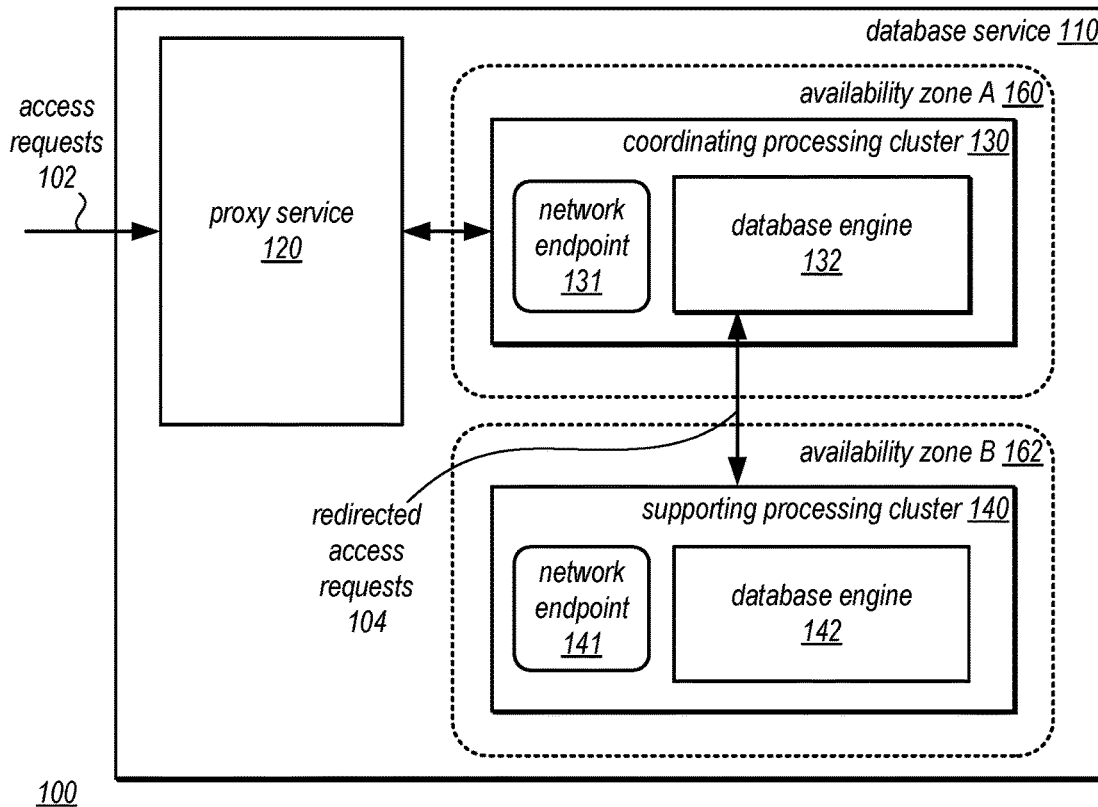 database service 110
access
requests
102
proxy service
120
availability zone A 160
coordinating processing cluster 130
network
endpoint
131
database engine
132
redirected
access
requests
104
availability zone B 162
supporting processing cluster 140
network
endpoint
141
database engine
142
100